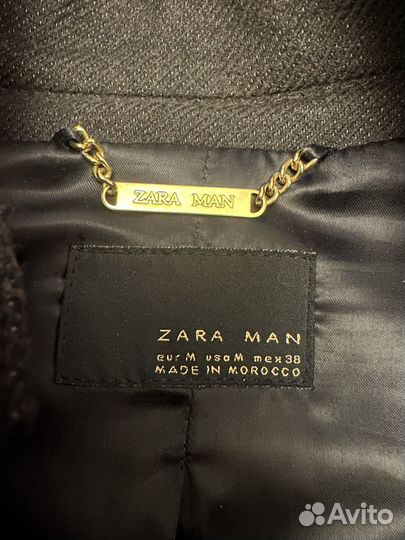 ZARA MAN
ZARA MAN
eur M usa M mex 38
MADE IN MOROCCO
Avito